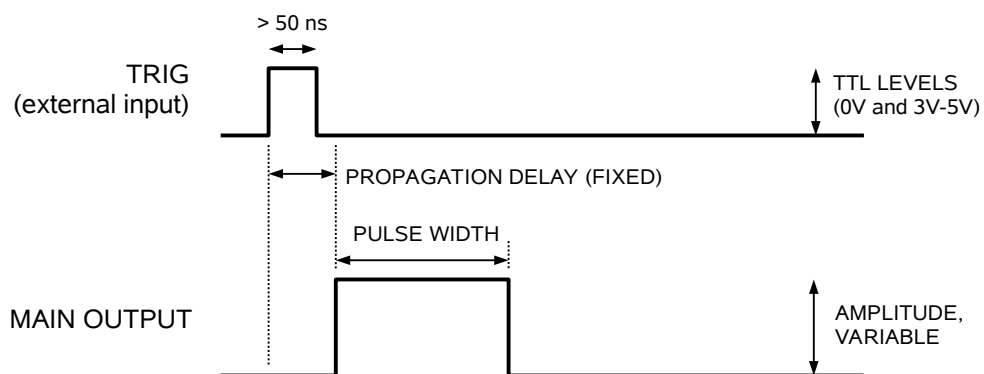 > 50 ns
TRIG
(external input)
TTL LEVELS
(0V and 3V-5V)
PROPAGATION DELAY (FIXED)
PULSE WIDTH
MAIN OUTPUT
AMPLITUDE,
VARIABLE